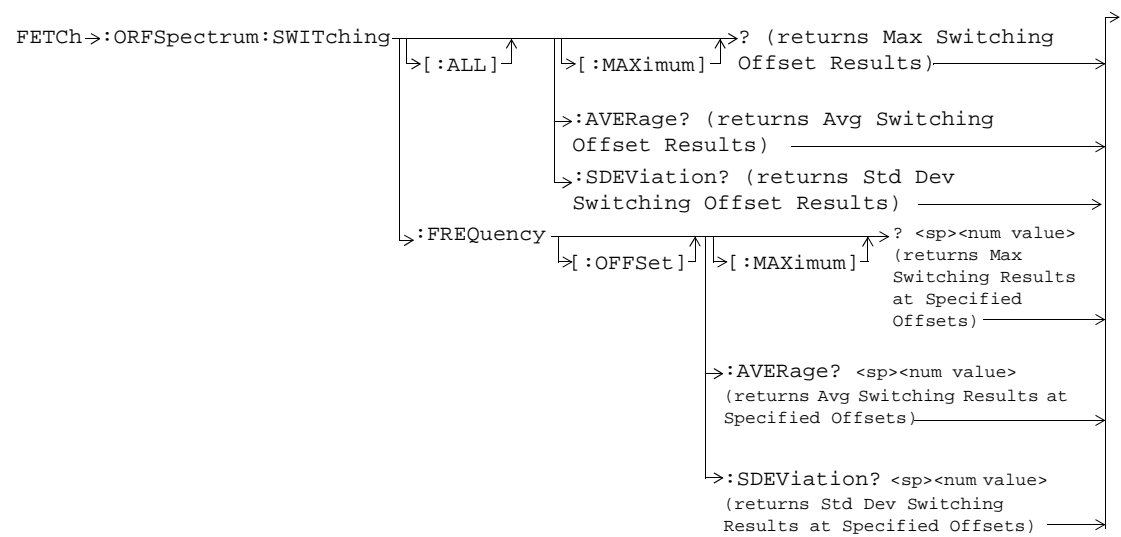 FETCh:ORFSpectrum:SWITching
[:ALL]
[:MAXimum]
? (returns Max Switching
Offset Results)
:AVERage? (returns Avg Switching
Offset Results)
:SDEViation? (returns Std Dev
Switching Offset Results)
:FREQuency
[:OFFSet]
[:MAXimum]
? <sp><num value>
(returns Max
Switching Results
at Specified
Offsets)
:AVERage? <sp><num value>
(returns Avg Switching Results at
Specified Offsets)
:SDEViation? <sp><num value>
(returns Std Dev Switching
Results at Specified Offsets)